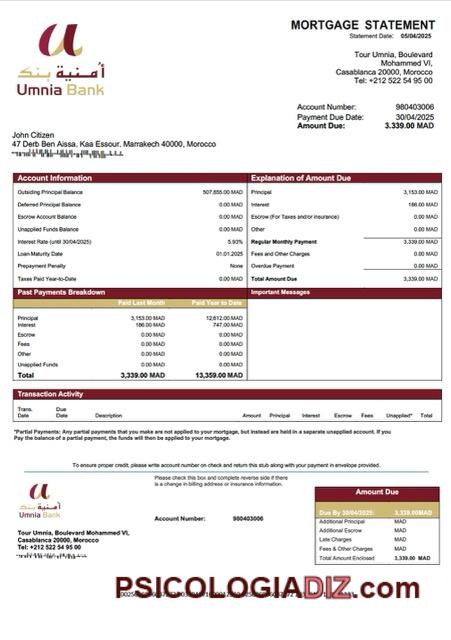 أمنية بنك
Umnia Bank
MORTGAGE STATEMENT
Statement Date: 05/04/2025
Tour Umnia, Boulevard
Mohammed VI,
Casablanca 20000, Morocco
Tel: +212 522 54 95 00
Account Number: 980403006
Payment Due Date: 30/04/2025
Amount Due: 3.339.00 MAD
John Citizen
47 Derb Ben Aissa, Kaa Essour, Marrakech 40000, Morocco
Account Information
Outsiding Principal Balance 507,655.00 MAD
Deferred Principal Balance 0.00 MAD
Escrow Account Balance 0.00 MAD
Unapplied Funds Balance 0.00 MAD
Interest Rate (until 30/04/2025) 5.93%
Loan Maturity Date 01.01.2025
Prepayment Penalty None
Taxes Paid Year-to-Date 0.00 MAD
Explanation of Amount Due
Principal 3,153.00 MAD
Interest 186.00 MAD
Escrow (For Taxes and/or insurance) 0.00 MAD
Other 0.00 MAD
Regular Monthly Payment 3,339.00 MAD
Fees and Other Charges 0.00 MAD
Overdue Payment 0.00 MAD
Total Amount Due 3,339.00 MAD
Past Payments Breakdown
Paid Last Month Paid Year to Date
Principal 3,153.00 MAD 12,612.00 MAD
Interest 186.00 MAD 747,00 MAD
Escrow 0.00 MAD 0.00 MAD
Fees 0.00 MAD 0.00 MAD
Other 0.00 MAD 0.00 MAD
Unapplied Funds 0.00 MAD 0.00 MAD
Total 3,339.00 MAD 13,359.00 MAD
Important Messages
Transaction Activity
Trans. Date Due Date Description Amount Principal Interest Escrow Fees Unapplied* Total
*Partial Payments: Any partial payments that you make are not applied to your mortgage, but instead are held in a separate unapplied account. If you
Pay the balance of a partial payment, the funds will then be applied to your mortgage.
To ensure proper credit, please write account number on check and return this stub along with your payment in envelope provided.
أمنية بنك
Umnia Bank
Please check this box and complete reverse side if there
is a change in billing address or insurance information.
Account Number: 980403006
Tour Umnia, Boulevard Mohammed VI,
Casablanca 20000, Morocco
Tel: +212 522 54 95 00
Amount Due
Due By 30/04/2025: 3,339.00MAD
Additional Principal MAD
Additional Escrow MAD
Late Charges MAD
Fees & Other Charges MAD
Total Amount Enclosed 3,339.00 MAD
PSICOLOGIADIZ.com